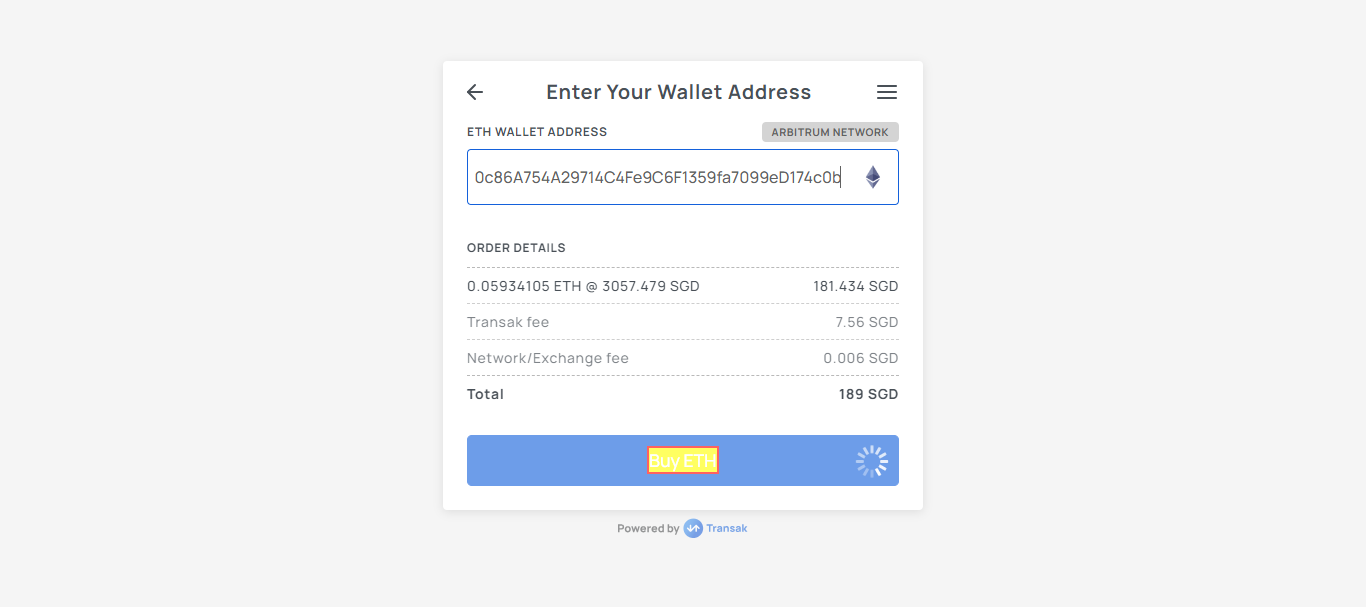 Enter Your Wallet Address
ETH WALLET ADDRESS ARBITRUM NETWORK
0c86A754A29714C4Fe9C6F1359fa7099eD174c0b
ORDER DETAILS
0.05934105 ETH @ 3057.479 SGD 181.434 SGD
Transak fee 7.56 SGD
Network/Exchange fee 0.006 SGD
Total 189 SGD
Buy ETH
Powered by Transak